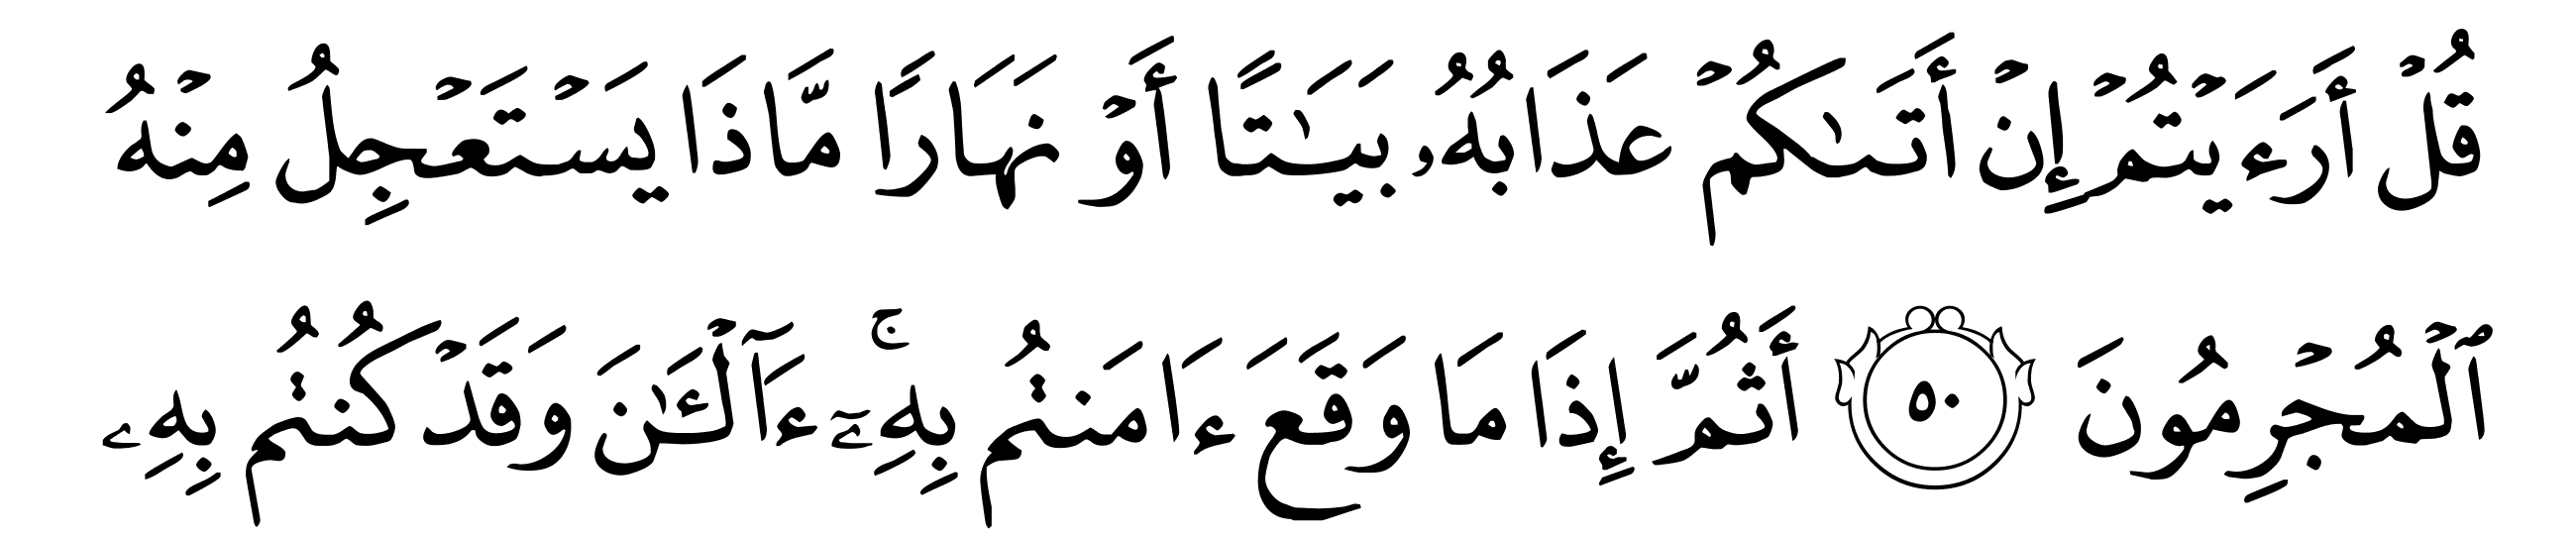 قُلۡ أَرَءَيۡتُمۡ إِنۡ أَتَىٰكُمۡ عَذَابُهُۥ بَيَٰتًا أَوۡ نَهَارٗا مَّاذَا يَسۡتَعۡجِلُ مِنۡهُ
ٱلۡمُجۡرِمُونَ ٥٠ أَثُمَّ إِذَا مَا وَقَعَ ءَامَنتُم بِهِۦٓۚ ءَآلۡـَٰٔنَ وَقَدۡ كُنتُم بِهِۦ